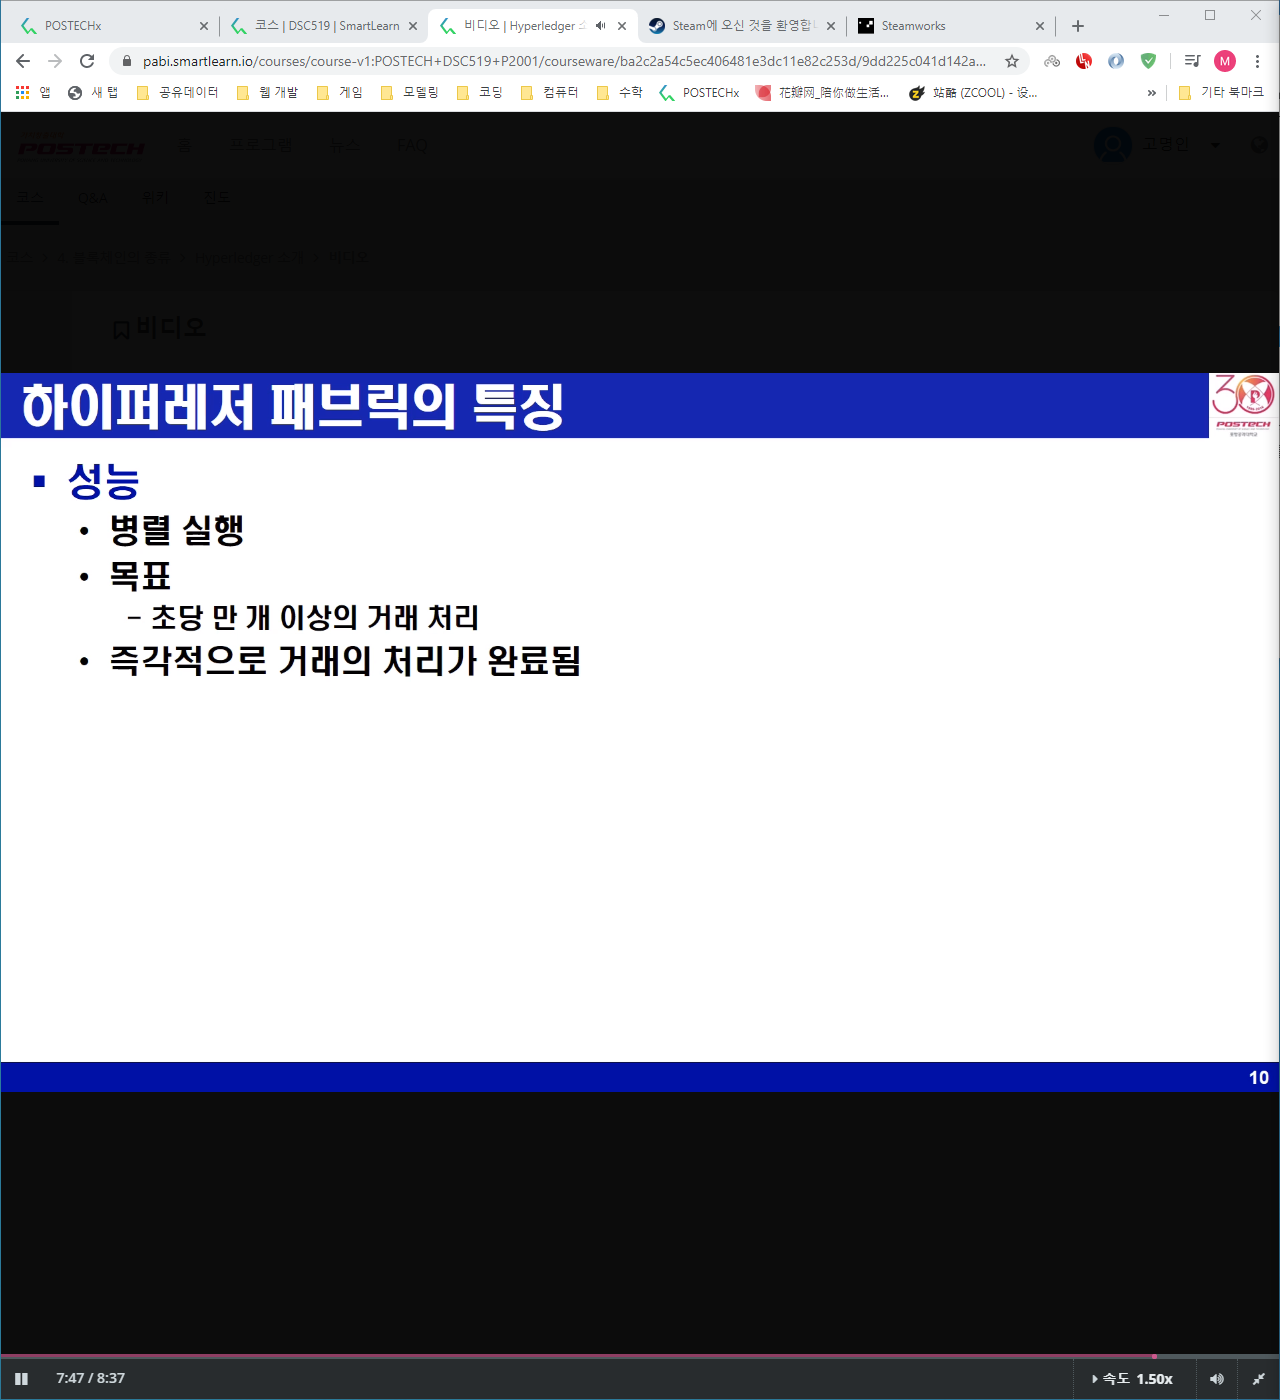 POSTECHx
코스 | DSC519 | SmartLearn
비디오 | Hyperledger
Steam에 오신 것을 환영합
Steamworks
pabi.smartlearn.io/courses/course-v1:POSTECH+DSC519+P2001/courseware/ba2c2a54c5ec406481e3dc11e82c253d/9dd225c041d142a...
M
앱 새 탭 공유데이터 웹 개발 게임 모델링 코딩 컴퓨터 수학 POSTECHx 花瓣网_陪你做生活... 站酷 (ZCOOL) - 设... » 기타 북마크
POSTECH 홈 프로그램 뉴스 FAQ 고명인
코스 Q&A 위키 진도
비디오
하이퍼레저 패브릭의 특징
30
POSTECH
성능
• 병렬 실행
• 목표
– 초당 만 개 이상의 거래 처리
• 즉각적으로 거래의 처리가 완료됨
10
7:47 / 8:37
속도 1.50x